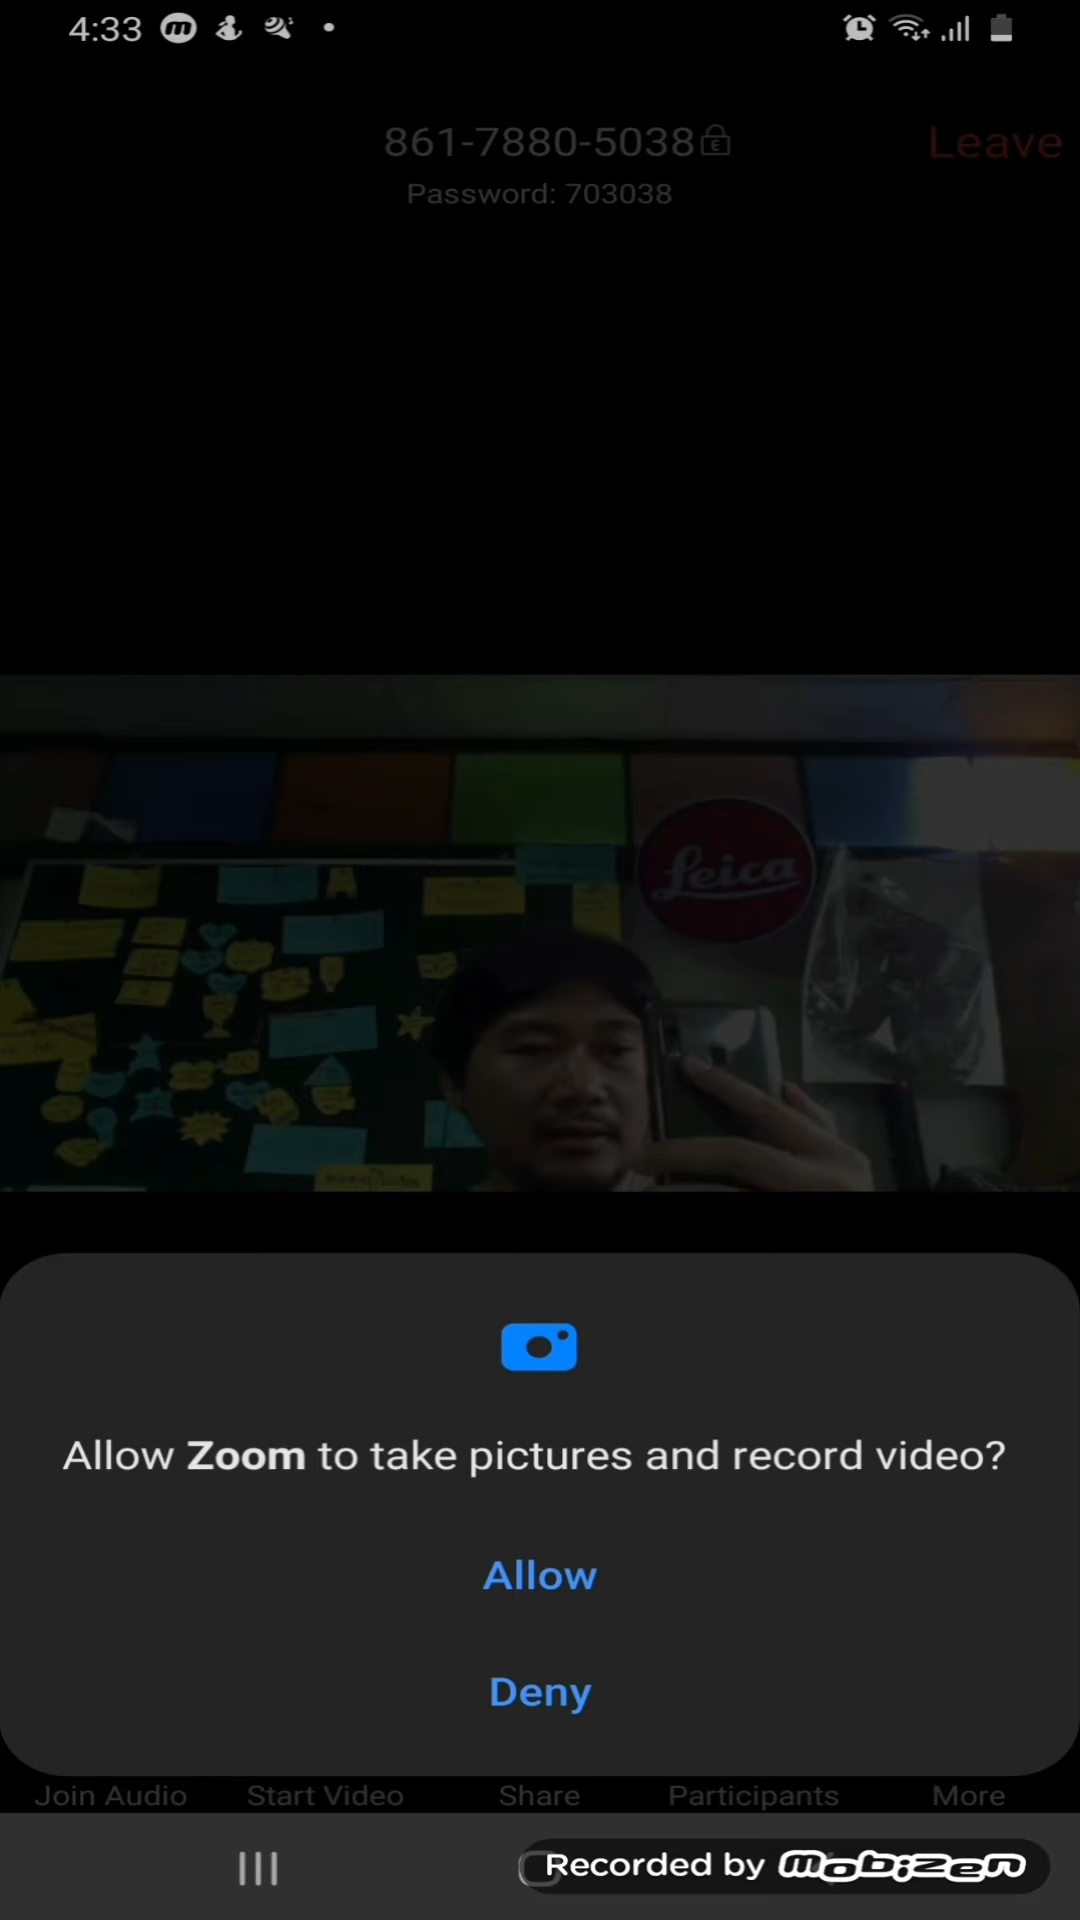 4:33
861-7880-5038
Leave
Password: 703038
Leica
Allow Zoom to take pictures and record video?
Allow
Deny
Join Audio Start Video Share Participants More
Recorded by mobizen